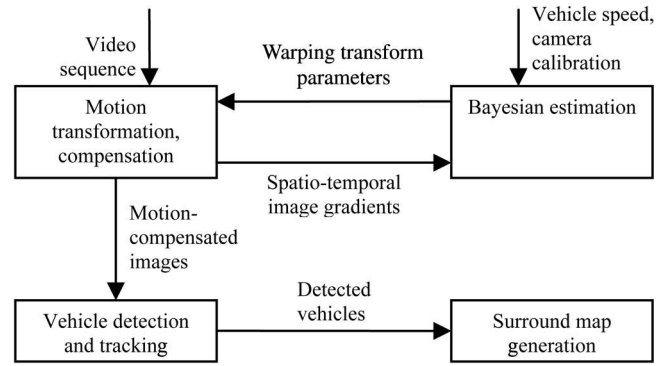 Video
sequence
Warping transform
parameters
Vehicle speed,
camera
calibration
Motion
transformation,
compensation
Bayesian estimation
Spatio-temporal
image gradients
Motion-
compensated
images
Detected
vehicles
Vehicle detection
and tracking
Surround map
generation